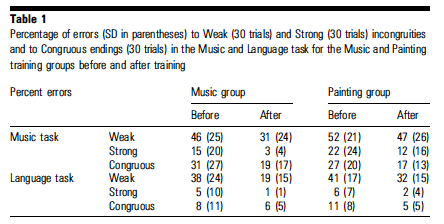 Table 1
Percentage of errors (SD in parentheses) to Weak (30 trials) and Strong (30 trials) incongruities
and to Congruous endings (30 trials) in the Music and Language task for the Music and Painting
training groups before and after training
Percent errors Music group Painting group
Before After Before After
Music task Weak 46 (25) 31 (24) 52 (21) 47 (26)
Strong 15 (20) 3 (4) 22 (24) 12 (16)
Congruous 31 (27) 19 (17) 27 (20) 17 (13)
Language task Weak 38 (24) 19 (15) 41 (17) 32 (15)
Strong 5 (10) 1 (1) 6 (7) 2 (4)
Congruous 8 (11) 6 (5) 11 (8) 5 (5)